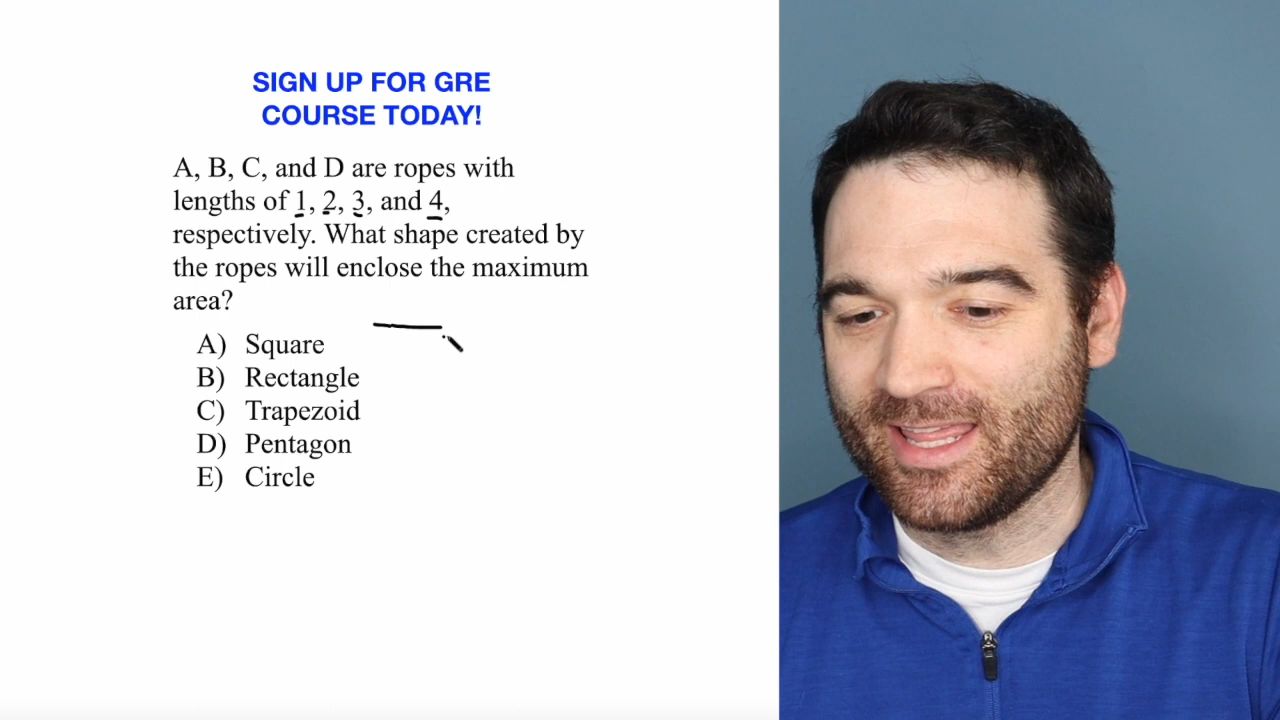 SIGN UP FOR GRE
COURSE TODAY!
A, B, C, and D are ropes with
lengths of 1, 2, 3, and 4,
respectively. What shape created by
the ropes will enclose the maximum
area?
A) Square
B) Rectangle
C) Trapezoid
D) Pentagon
E) Circle